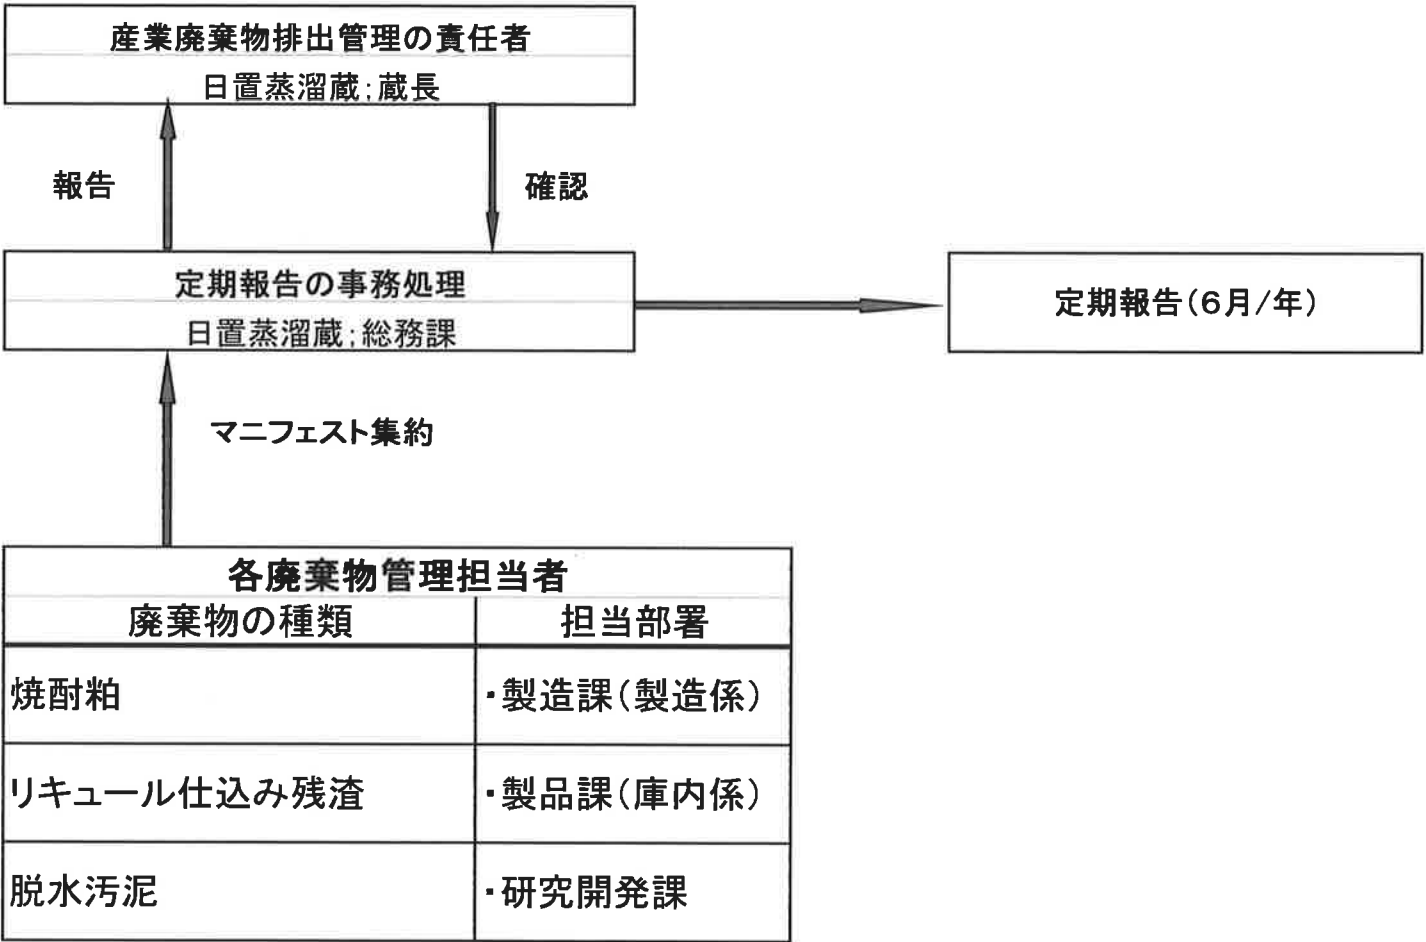 産業廃棄物排出管理の責任者
日置蒸溜蔵;蔵長
報告
確認
定期報告の事務処理
日置蒸溜蔵;総務課
定期報告(6月/年)
マニフェスト集約
各廃棄物管理担当者
廃棄物の種類
担当部署
焼酎粕
・製造課(製造係)
リキュール仕込み残渣
・製品課(庫内係)
脱水汚泥
・研究開発課